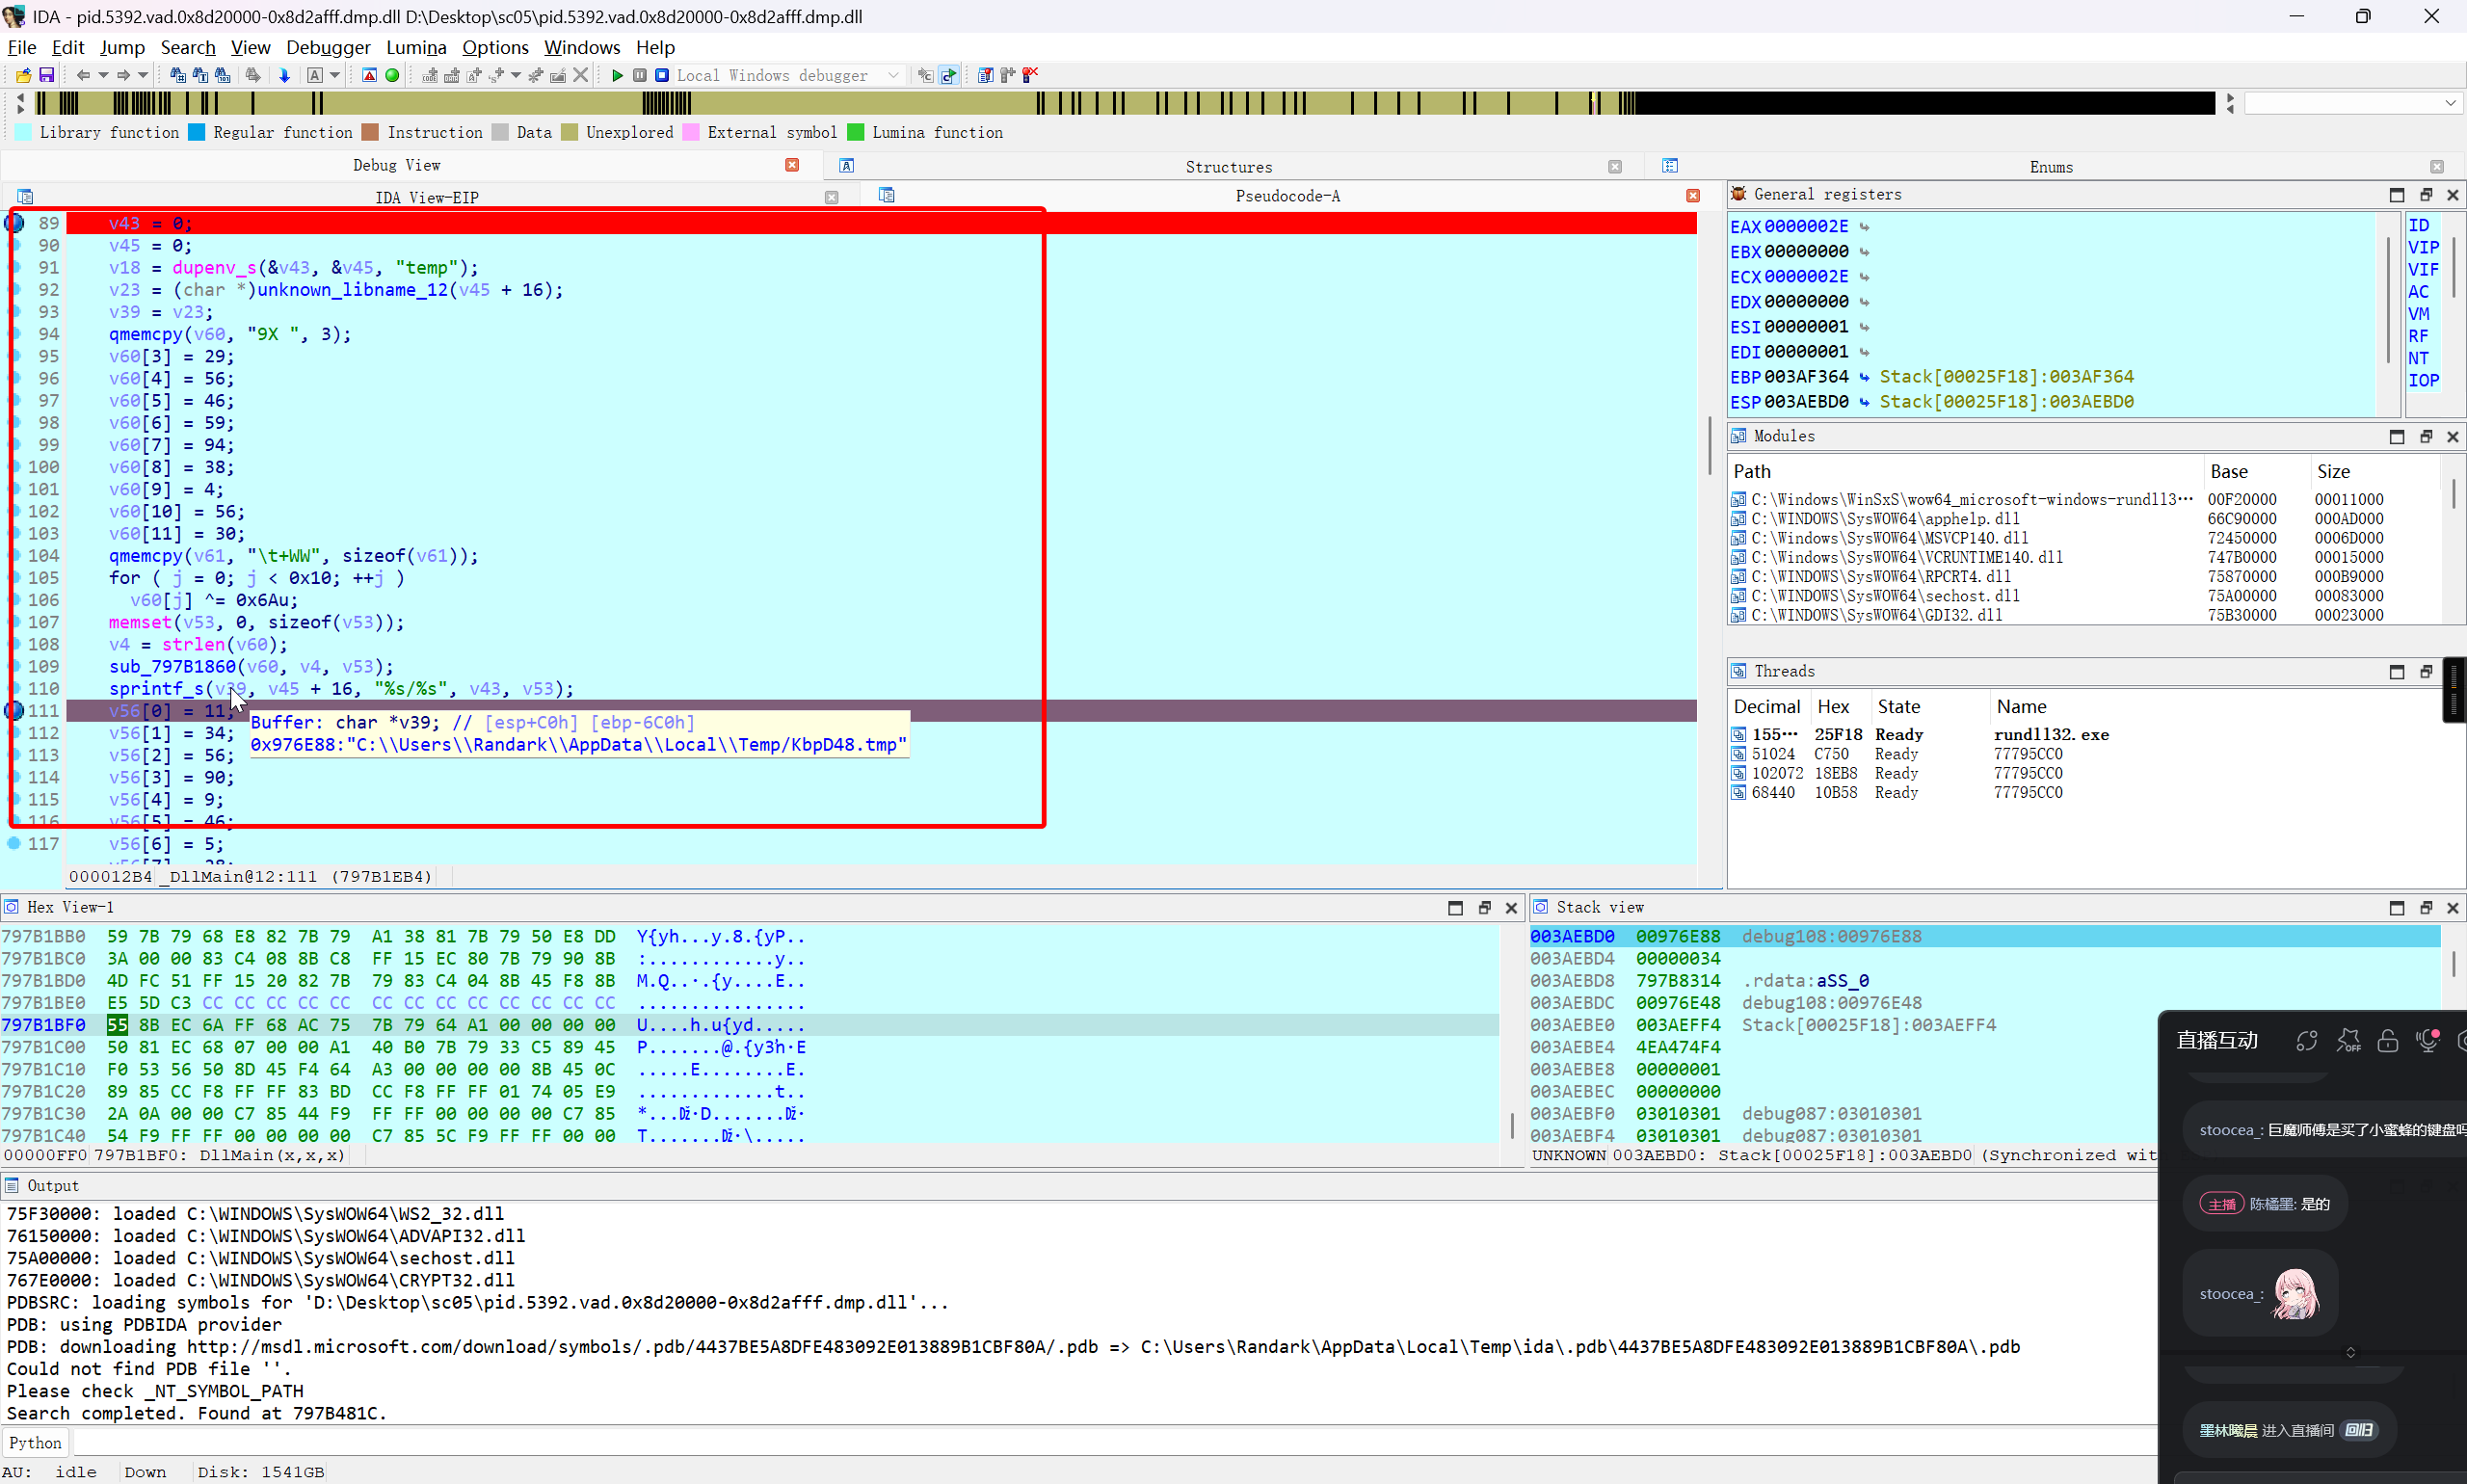 IDA - pid.5392.vad.0x8d20000-0x8d2afff.dmp.dll D:\Desktop\sc05\pid.5392.vad.0x8d20000-0x8d2afff.dmp.dll
File Edit Jump Search View Debugger Lumina Options Windows Help
Local Windows debugger
Library function Regular function Instruction Data Unexplored External symbol Lumina function
Debug View
Structures
Enums
IDA View-EIP
Pseudocode-A
89 v43 = 0;
90 v45 = 0;
91 v18 = dupenv_s(&v43, &v45, "temp");
92 v23 = (char *)unknown_libname_12(v45 + 16);
93 v39 = v23;
94 qmemcpy(v60, "9X ", 3);
95 v60[3] = 29;
96 v60[4] = 56;
97 v60[5] = 46;
98 v60[6] = 59;
99 v60[7] = 94;
100 v60[8] = 38;
101 v60[9] = 4;
102 v60[10] = 56;
103 v60[11] = 30;
104 qmemcpy(v61, "\t+WW", sizeof(v61));
105 for ( j = 0; j < 0x10; ++j )
106 v60[j] ^= 0x6Au;
107 memset(v53, 0, sizeof(v53));
108 v4 = strlen(v60);
109 sub_797B1860(v60, v4, v53);
110 sprintf_s(v39, v45 + 16, "%s/%s", v43, v53);
111 v56[0] = 11;
Buffer: char *v39; // [esp+C0h] [ebp-6C0h]
0x976E88:"C:\\Users\\Randark\\AppData\\Local\\Temp/KbpD48.tmp"
112 v56[1] = 34;
113 v56[2] = 56;
114 v56[3] = 90;
115 v56[4] = 9;
116 v56[5] = 46;
117 v56[6] = 5;
000012B4 _DllMain@12:111 (797B1EB4)
General registers
EAX 0000002E
EBX 00000000
ECX 0000002E
EDX 00000000
ESI 00000001
EDI 00000001
EBP 003AF364 Stack[00025F18]:003AF364
ESP 003AEBD0 Stack[00025F18]:003AEBD0
ID
VIP
VIF
AC
VM
RF
NT
IOP
Modules
Path Base Size
C:\Windows\WinSxS\wow64_microsoft-windows-rundll3⋯ 00F20000 00011000
C:\WINDOWS\SysWOW64\apphelp.dll 66C90000 000AD000
C:\Windows\SysWOW64\MSVCP140.dll 72450000 0006D000
C:\Windows\SysWOW64\VCRUNTIME140.dll 747B0000 00015000
C:\WINDOWS\SysWOW64\RPCRT4.dll 75870000 000B9000
C:\WINDOWS\SysWOW64\sechost.dll 75A00000 00083000
C:\WINDOWS\SysWOW64\GDI32.dll 75B30000 00023000
Threads
Decimal Hex State Name
155⋯ 25F18 Ready rundll32.exe
51024 C750 Ready 77795CC0
102072 18EB8 Ready 77795CC0
68440 10B58 Ready 77795CC0
Hex View-1
797B1BB0 59 7B 79 68 E8 82 7B 79 A1 38 81 7B 79 50 E8 DD Y{yh...y.8.{yP..
797B1BC0 3A 00 00 83 C4 08 8B C8 FF 15 EC 80 7B 79 90 8B :............y..
797B1BD0 4D FC 51 FF 15 20 82 7B 79 83 C4 04 8B 45 F8 8B M.Q..·.{y....E..
797B1BE0 E5 5D C3 CC CC CC CC CC CC CC CC CC CC CC CC CC ................
797B1BF0 55 8B EC 6A FF 68 AC 75 7B 79 64 A1 00 00 00 00 U....h.u{yd.....
797B1C00 50 81 EC 68 07 00 00 A1 40 B0 7B 79 33 C5 89 45 P.......@.{y3ŉ·E
797B1C10 F0 53 56 50 8D 45 F4 64 A3 00 00 00 00 8B 45 0C .....E........E.
797B1C20 89 85 CC F8 FF FF 83 BD CC F8 FF FF 01 74 05 E9 .............t..
797B1C30 2A 0A 00 00 C7 85 44 F9 FF FF 00 00 00 00 C7 85 *...ǅ·D.......ǅ·
797B1C40 54 F9 FF FF 00 00 00 00 C7 85 5C F9 FF FF 00 00 T.......ǅ·\.....
00000FF0 797B1BF0: DllMain(x,x,x)
Stack view
003AEBD0 00976E88 debug108:00976E88
003AEBD4 00000034
003AEBD8 797B8314 .rdata:aSS_0
003AEBDC 00976E48 debug108:00976E48
003AEBE0 003AEFF4 Stack[00025F18]:003AEFF4
003AEBE4 4EA474F4
003AEBE8 00000001
003AEBEC 00000000
003AEBF0 03010301 debug087:03010301
003AEBF4 03010301 debug087:03010301
UNKNOWN 003AEBD0: Stack[00025F18]:003AEBD0 (Synchronized wit
Output
75F30000: loaded C:\WINDOWS\SysWOW64\WS2_32.dll
76150000: loaded C:\WINDOWS\SysWOW64\ADVAPI32.dll
75A00000: loaded C:\WINDOWS\SysWOW64\sechost.dll
767E0000: loaded C:\WINDOWS\SysWOW64\CRYPT32.dll
PDBSRC: loading symbols for 'D:\Desktop\sc05\pid.5392.vad.0x8d20000-0x8d2afff.dmp.dll'...
PDB: using PDBIDA provider
PDB: downloading http://msdl.microsoft.com/download/symbols/.pdb/4437BE5A8DFE483092E013889B1CBF80A/.pdb => C:\Users\Randark\AppData\Local\Temp\ida\.pdb\4437BE5A8DFE483092E013889B1CBF80A\.pdb
Could not find PDB file ''.
Please check _NT_SYMBOL_PATH
Search completed. Found at 797B481C.
Python
AU: idle Down Disk: 1541GB
直播互动
OFF
stoocea_: 巨魔师傅是买了小蜜蜂的键盘吗
主播 陈橘墨: 是的
stoocea_:
墨林曦晨 进入直播间 回归